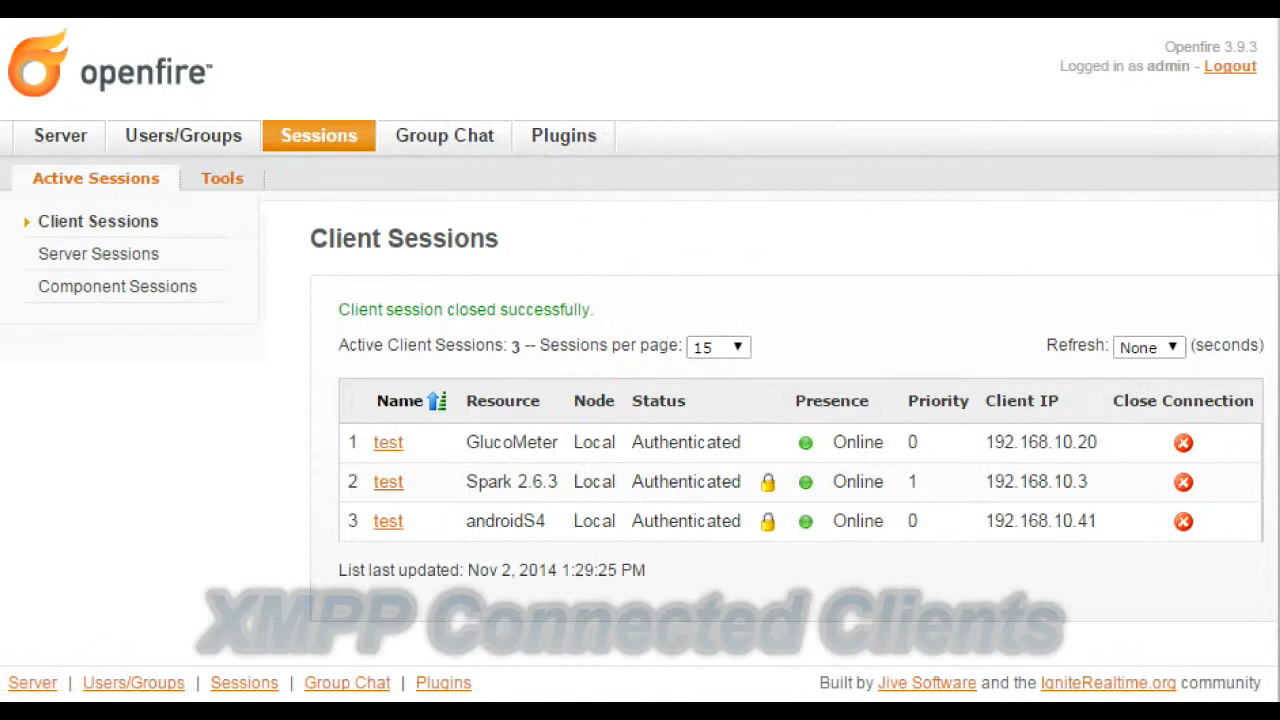 Openfire 3.9.3
openfire™
Logged in as admin - Logout
Server Users/Groups Sessions Group Chat Plugins
Active Sessions Tools
Client Sessions
Server Sessions
Component Sessions
Client Sessions
Client session closed successfully.
Active Client Sessions: 3 -- Sessions per page: 15 Refresh: None (seconds)
Name Resource Node Status Presence Priority Client IP Close Connection
1 test GlucoMeter Local Authenticated Online 0 192.168.10.20
2 test Spark 2.6.3 Local Authenticated Online 1 192.168.10.3
3 test androidS4 Local Authenticated Online 0 192.168.10.41
List last updated: Nov 2, 2014 1:29:25 PM
XMPP Connected Clients
Server | Users/Groups | Sessions | Group Chat | Plugins Built by Jive Software and the IgniteRealtime.org community